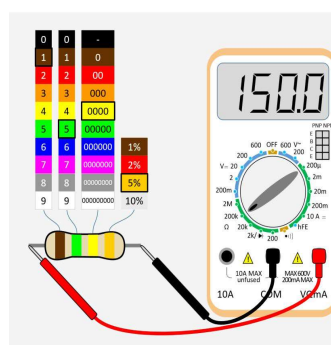 0 0 -
1 1 0
2 2 00
3 3 000
4 4 0000
5 5 00000
6 6 000000 1%
7 7 0000000 2%
8 8 00000000 5%
9 9 10%
150.0
PNP NPN
E
B
C
E
600 OFF 600 V
200 200
V~ 20 200μ
2 2m
200m 20m
2M 200m
200k 10 A
Ω 20k hFE
2k/ 200
10A MAX
unfused
MAX600V
200mA MAX
10A COM VΩmA